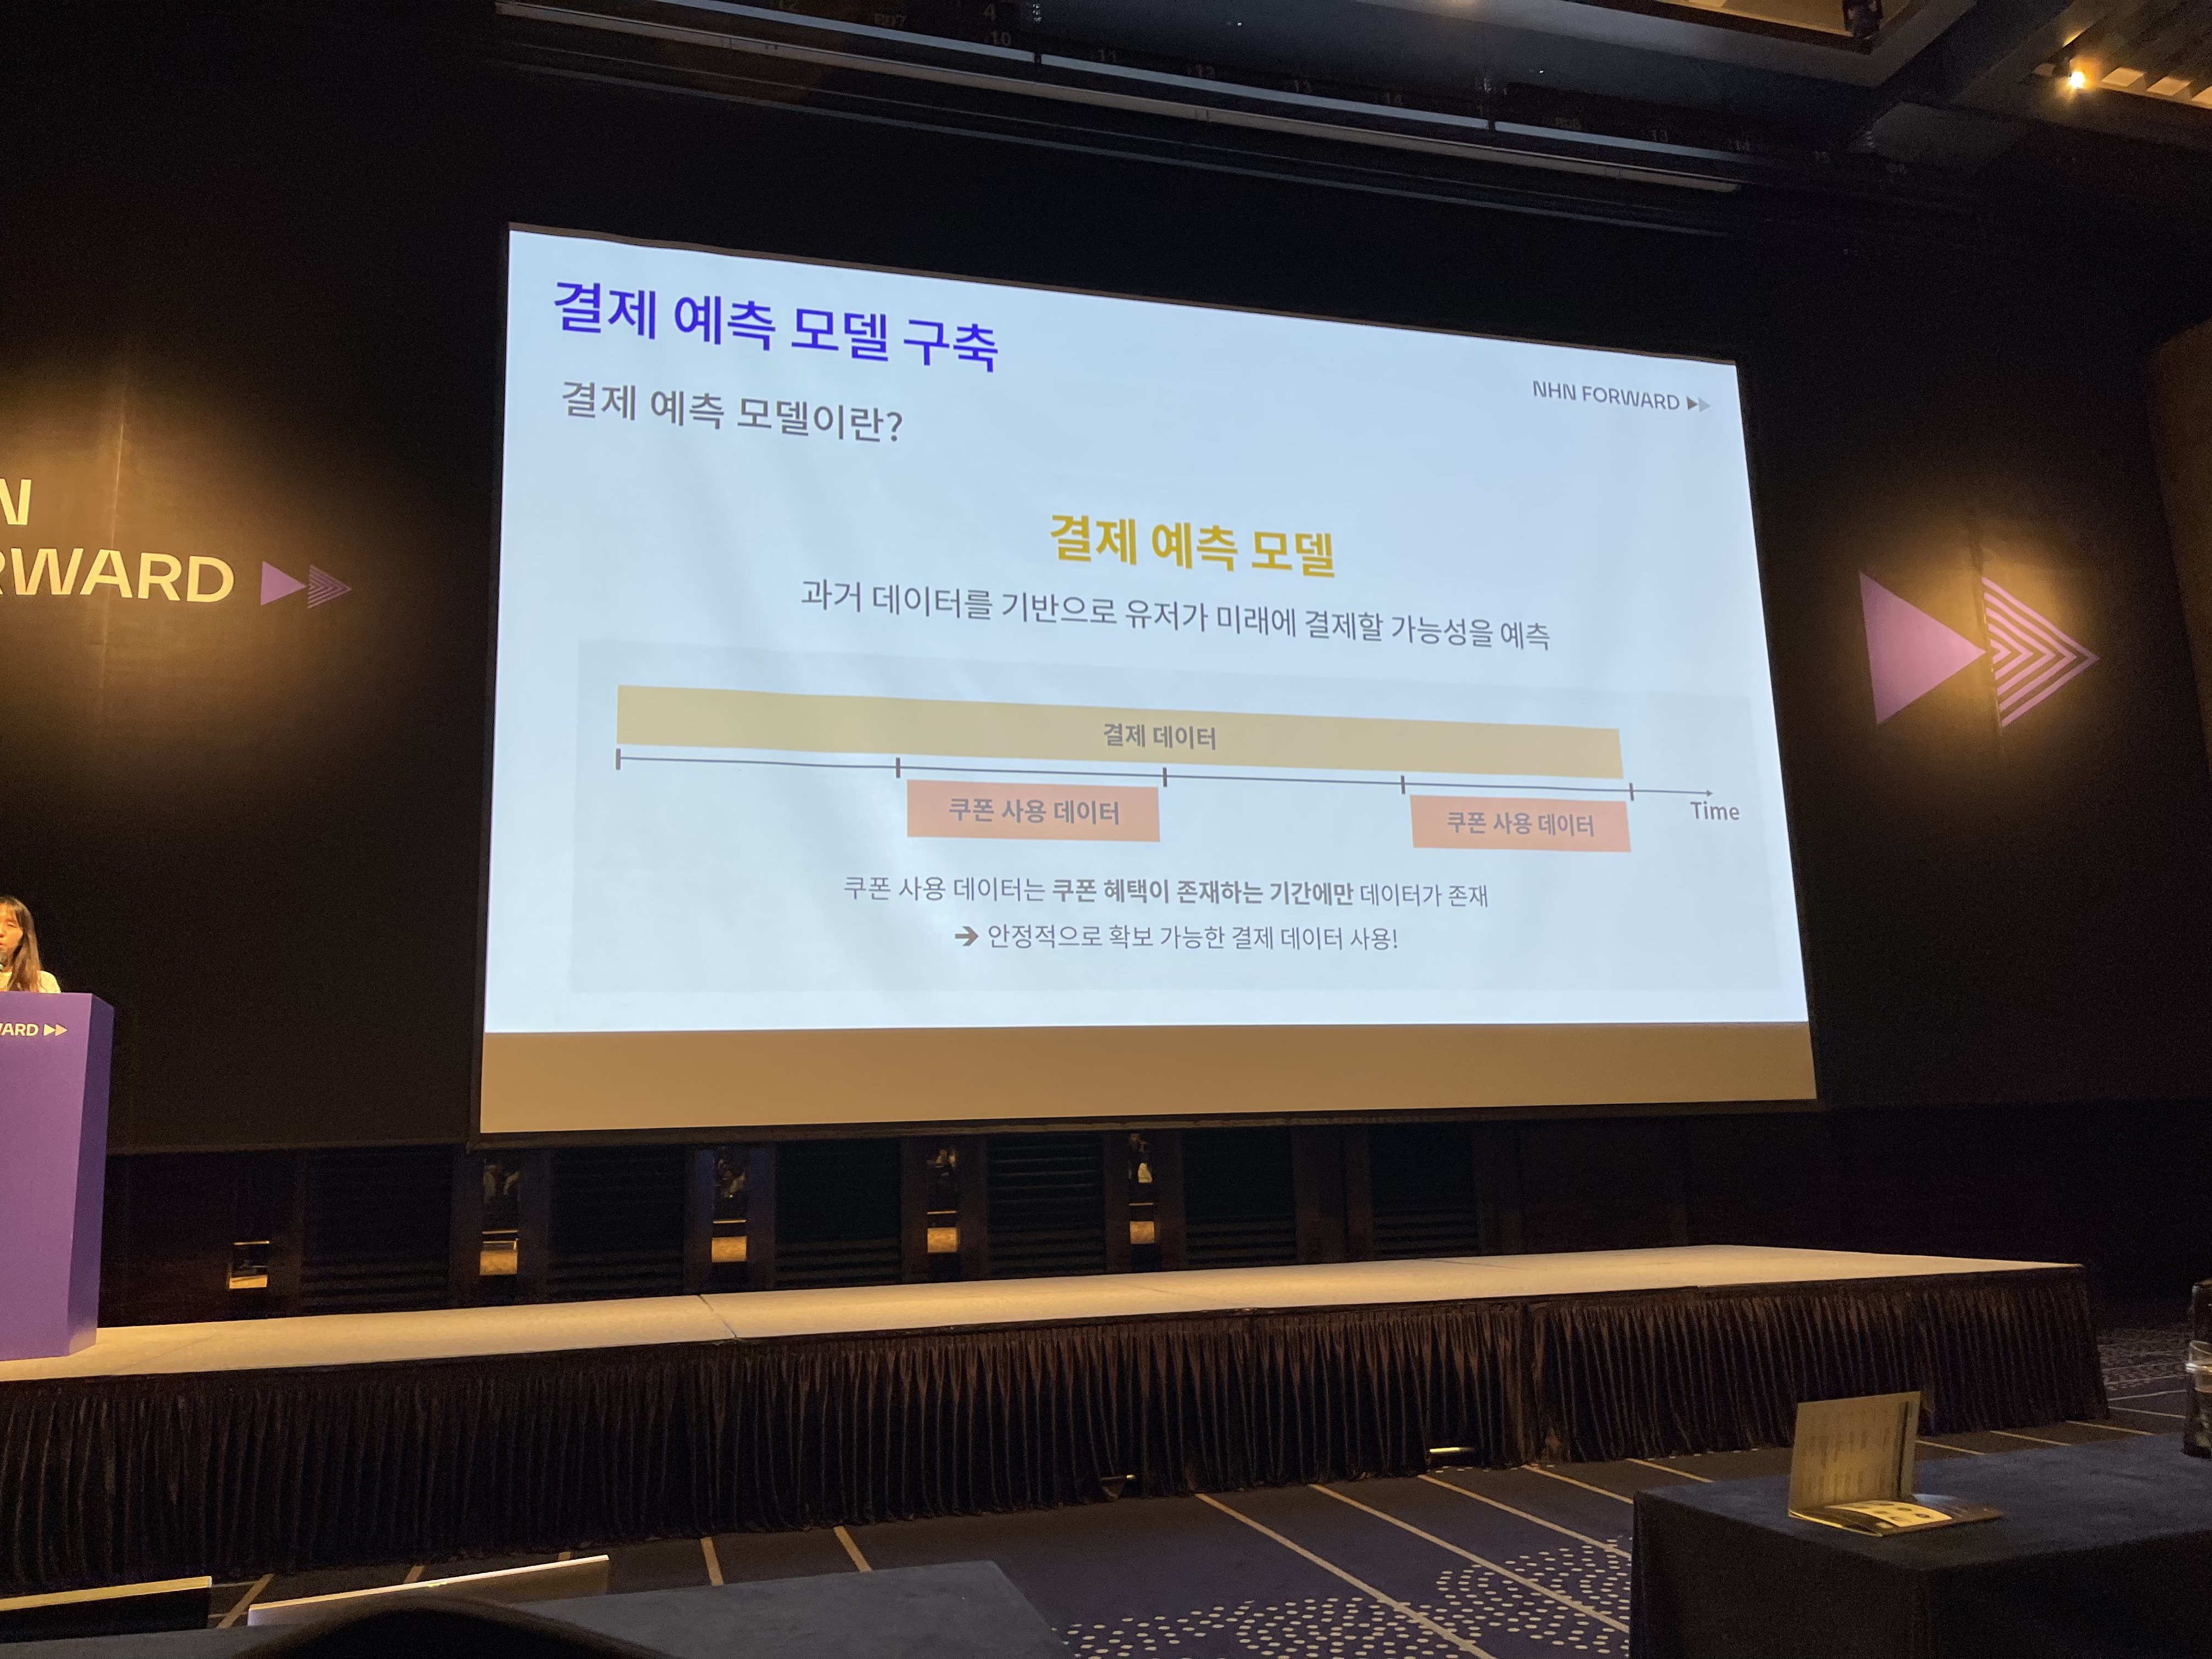 결제 예측 모델 구축
NHN FORWARD
결제 예측 모델이란?
결제 예측 모델
과거 데이터를 기반으로 유저가 미래에 결제할 가능성을 예측
결제 데이터
쿠폰 사용 데이터
쿠폰 사용 데이터
Time
쿠폰 사용 데이터는 쿠폰 혜택이 존재하는 기간에만 데이터가 존재
➔ 안정적으로 확보 가능한 결제 데이터 사용!
N
RWARD
WARD